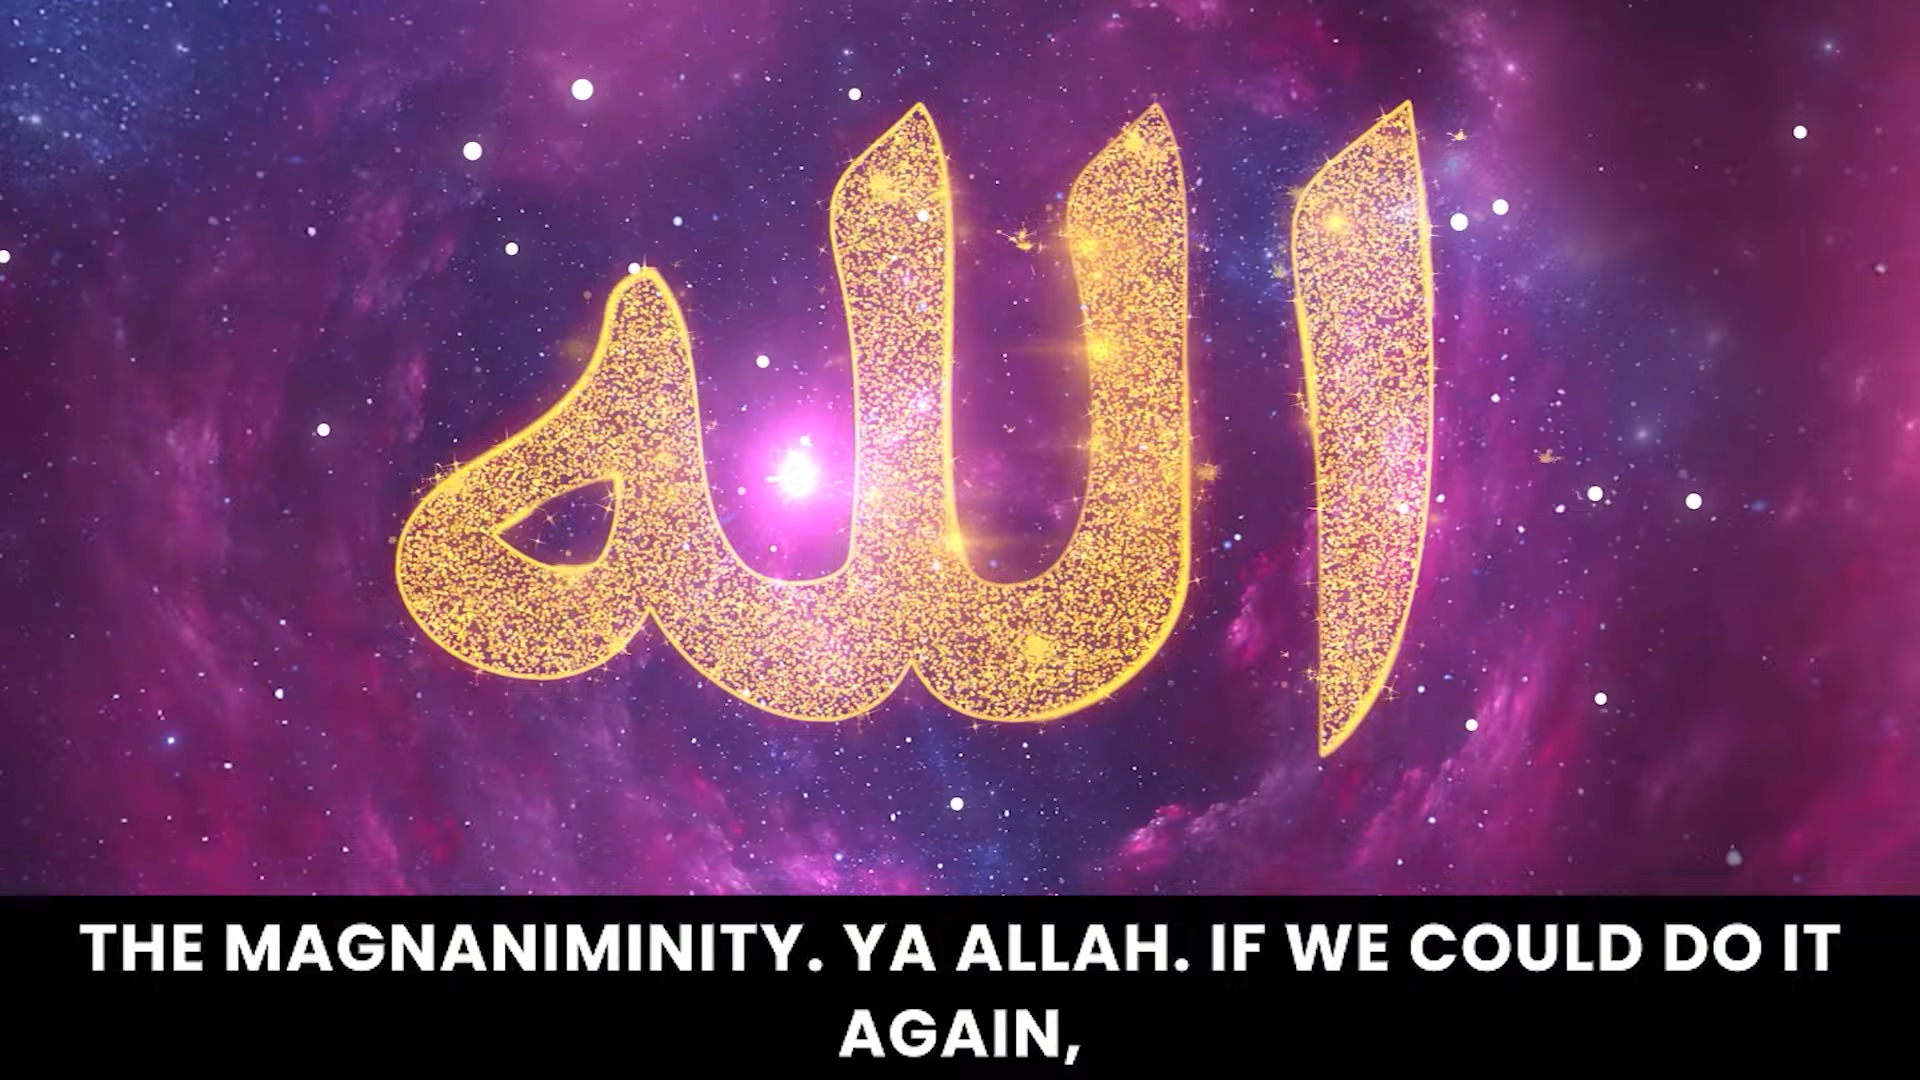 الله
THE MAGNANIMINITY. YA ALLAH. IF WE COULD DO IT
AGAIN,